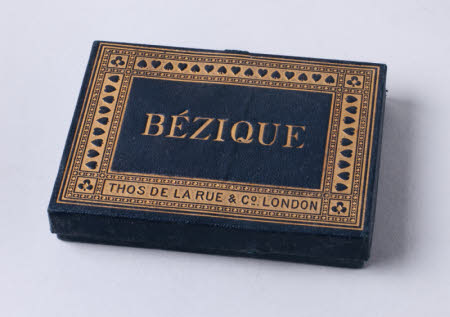 BÉZIQUE
THOS DE LA RUE & Co. LONDON